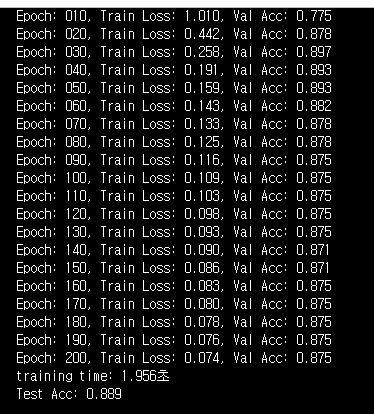 Epoch: 010, Train Loss: 1.010, Val Acc: 0.775
Epoch: 020, Train Loss: 0.442, Val Acc: 0.878
Epoch: 030, Train Loss: 0.258, Val Acc: 0.897
Epoch: 040, Train Loss: 0.191, Val Acc: 0.893
Epoch: 050, Train Loss: 0.159, Val Acc: 0.893
Epoch: 060, Train Loss: 0.143, Val Acc: 0.882
Epoch: 070, Train Loss: 0.133, Val Acc: 0.878
Epoch: 080, Train Loss: 0.125, Val Acc: 0.878
Epoch: 090, Train Loss: 0.116, Val Acc: 0.875
Epoch: 100, Train Loss: 0.109, Val Acc: 0.875
Epoch: 110, Train Loss: 0.103, Val Acc: 0.875
Epoch: 120, Train Loss: 0.098, Val Acc: 0.875
Epoch: 130, Train Loss: 0.093, Val Acc: 0.875
Epoch: 140, Train Loss: 0.090, Val Acc: 0.871
Epoch: 150, Train Loss: 0.086, Val Acc: 0.871
Epoch: 160, Train Loss: 0.083, Val Acc: 0.875
Epoch: 170, Train Loss: 0.080, Val Acc: 0.875
Epoch: 180, Train Loss: 0.078, Val Acc: 0.875
Epoch: 190, Train Loss: 0.076, Val Acc: 0.875
Epoch: 200, Train Loss: 0.074, Val Acc: 0.875
training time: 1.956초
Test Acc: 0.889